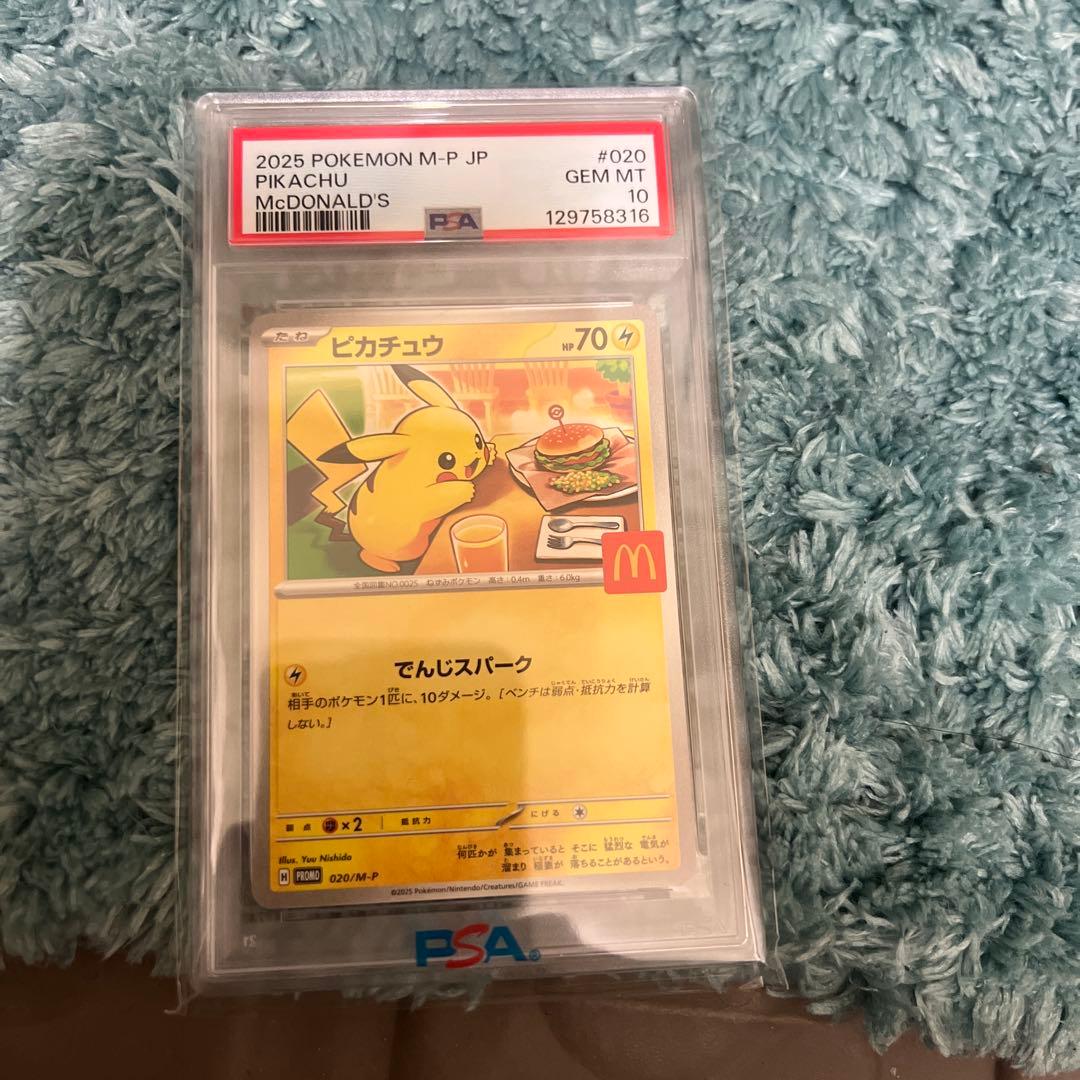 2025 POKEMON M-P JP #020
PIKACHU GEM MT
McDONALD'S 10
PSA 129758316
たね ピカチュウ HP70
全国図鑑NO.0025 ねずみポケモン 高さ:0.4m 重さ:6.0kg
でんじスパーク
相手のポケモン1匹に、10ダメージ。[ベンチは弱点・抵抗力を計算
しない。]
弱点 ×2 抵抗力 にげる
何匹かが 集まっていると そこに 猛烈な 電気が
溜まり 稲妻が 落ちることがあるという。
Illus. Yuu Nishida
H PROMO 020/M-P
©2025 Pokémon/Nintendo/Creatures/GAME FREAK.
PSA®